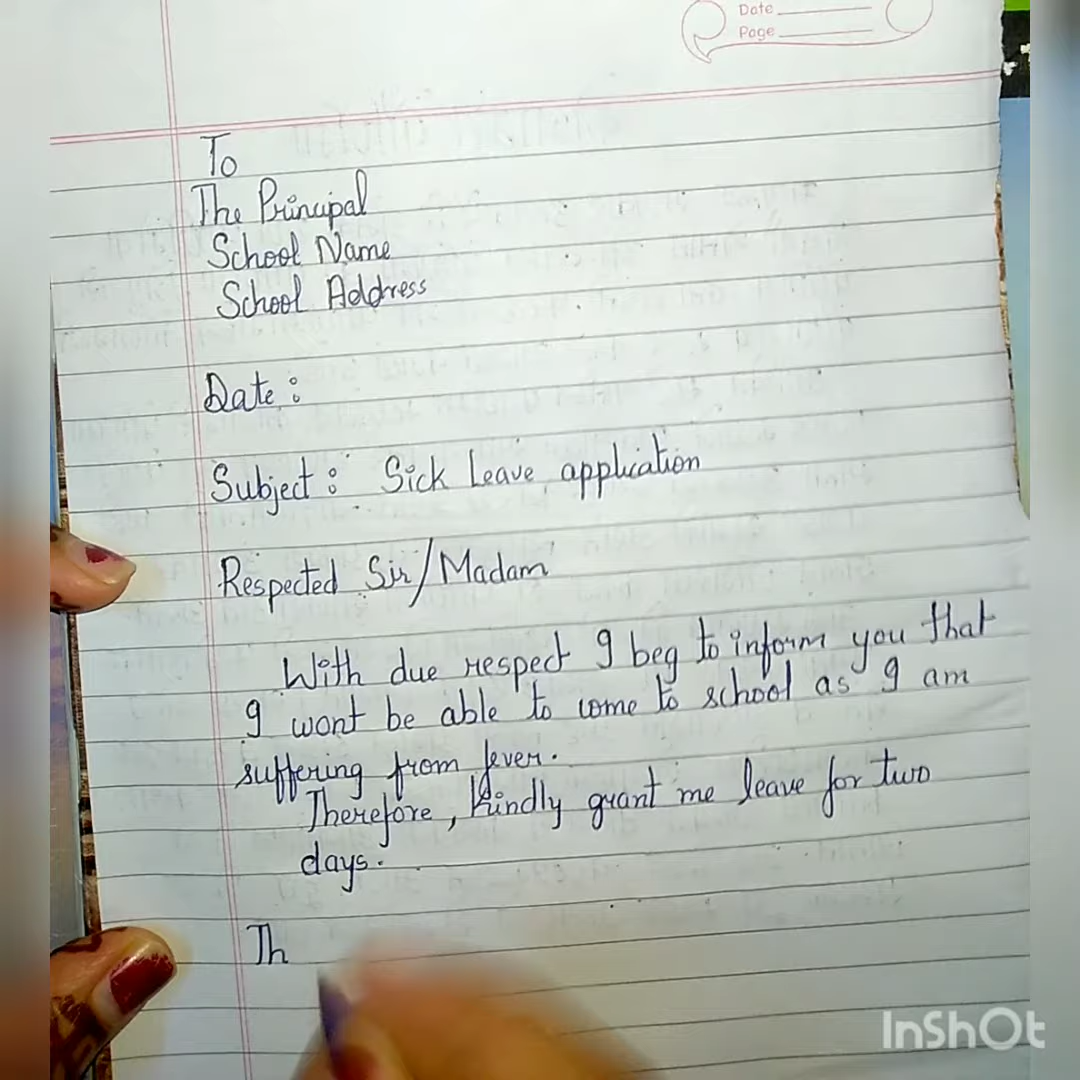 Date
Page
To
The Principal
School Name
School Address
Date :
Subject : Sick Leave application
Respected Sir/Madam
With due respect I beg to inform you that
I wont be able to come to school as I am
suffering from fever.
Therefore, kindly grant me leave for two
days.
Th
InShOt